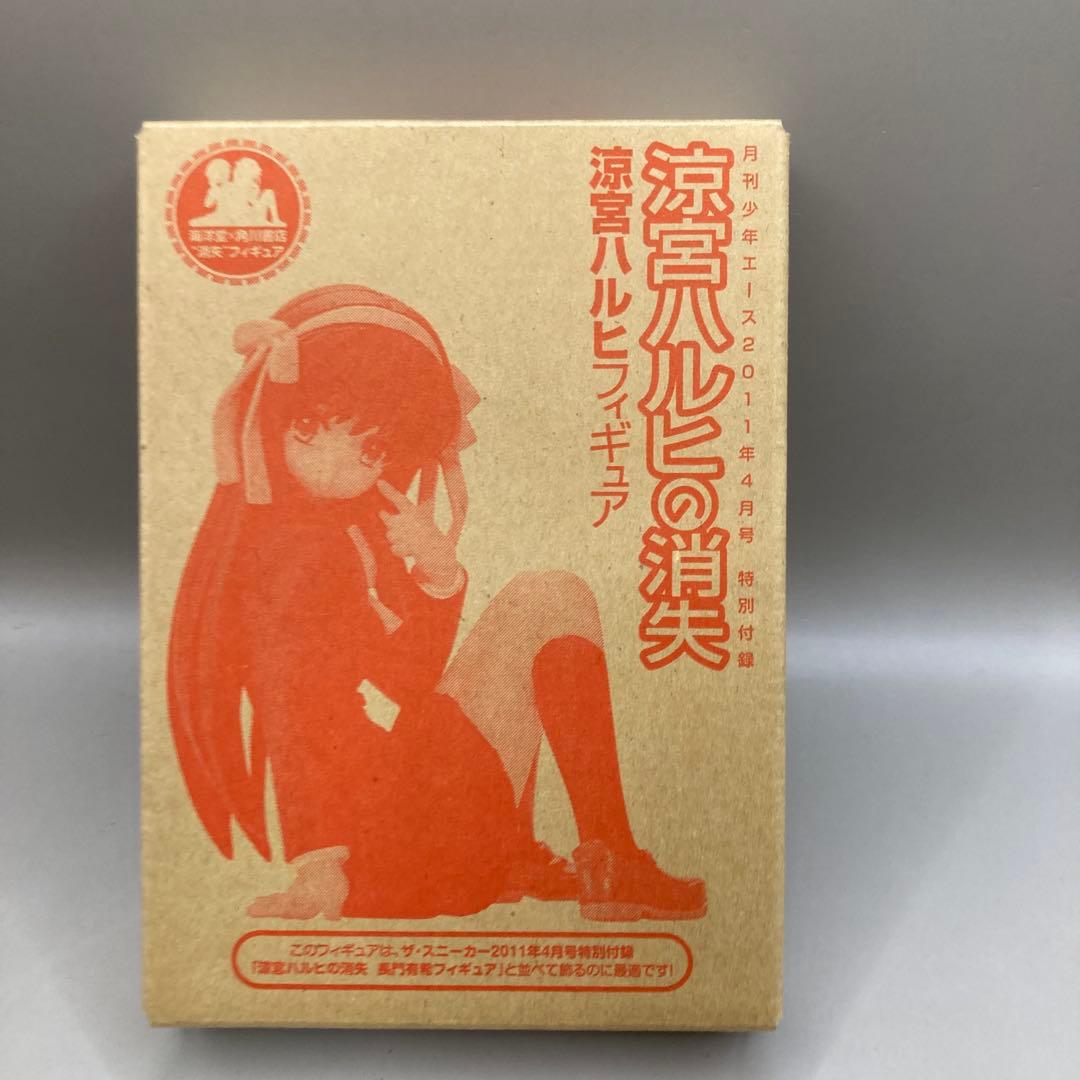 月刊少年エース2011年4月号 特別付録
涼宮ハルヒの消失
涼宮ハルヒフィギュア
海洋堂×角川書店
“消失”フィギュア
このフィギュアは、ザ・スニーカー2011年4月号特別付録
「涼宮ハルヒの消失 長門有希フィギュア」と並べて飾るのに最適です!